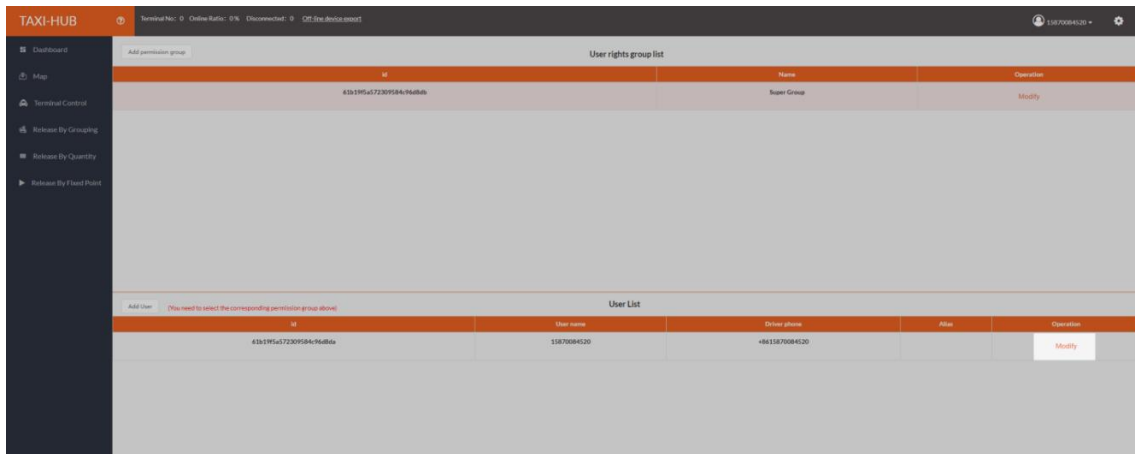 TAXI-HUB
Terminal No: 0 Online Ratio: 0% Disconnected: 0 Off-line device export
15870084520
Dashboard
Map
Terminal Control
Release By Grouping
Release By Quantity
Release By Fixed Point
Add permission group
User rights group list
id Name Operation
61b19f5a572309584c96d8db Super Group Modify
Add User (You need to select the corresponding permission group above) User List
id User name Driver phone Alias Operation
61b19f5a572309584c96d8da 15870084520 +8615870084520 Modify